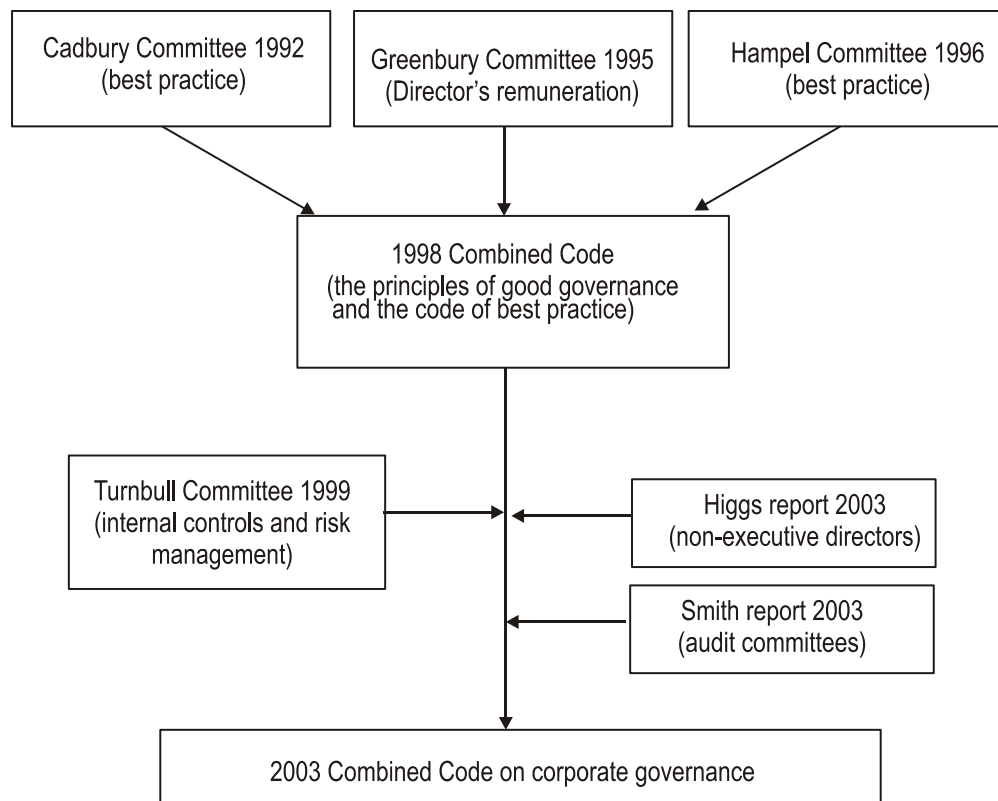 Cadbury Committee 1992
(best practice)
Greenbury Committee 1995
(Director's remuneration)
Hampel Committee 1996
(best practice)
1998 Combined Code
(the principles of good governance
and the code of best practice)
Turnbull Committee 1999
(internal controls and risk
management)
Higgs report 2003
(non-executive directors)
Smith report 2003
(audit committees)
2003 Combined Code on corporate governance